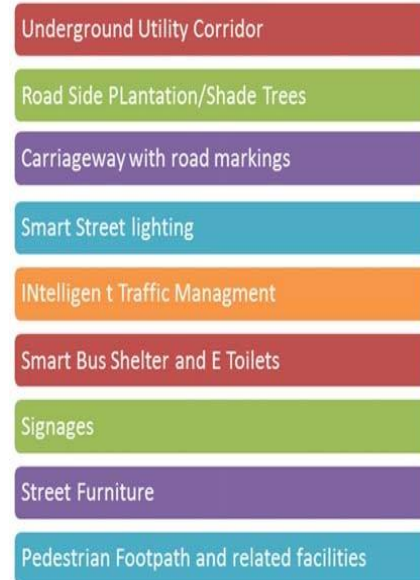 Underground Utility Corridor
Road Side PLantation/Shade Trees
Carriageway with road markings
Smart Street lighting
INtelligen t Traffic Managment
Smart Bus Shelter and E Toilets
Signages
Street Furniture
Pedestrian Footpath and related facilities